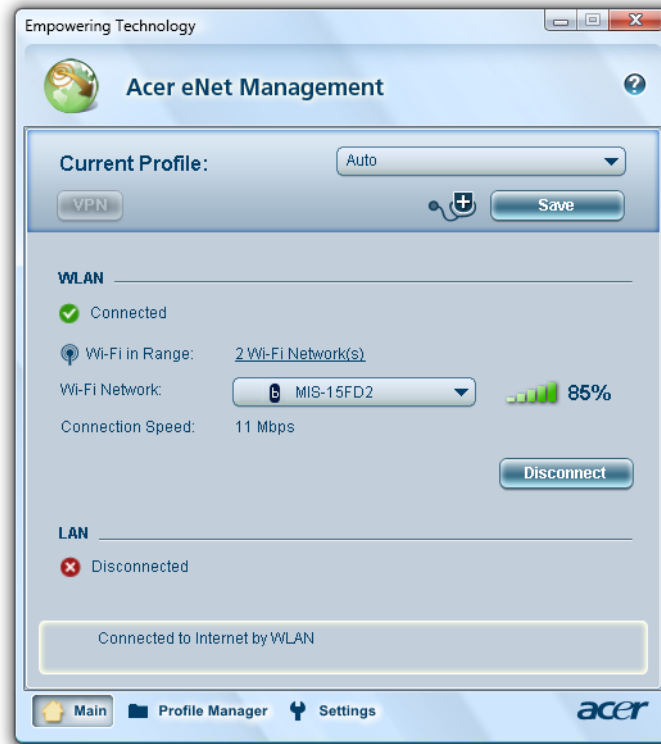 Empowering Technology
Acer eNet Management
Current Profile:
Auto
VPN
Save
WLAN
Connected
Wi-Fi in Range:
2 Wi-Fi Network(s)
Wi-Fi Network:
b MIS-15FD2
85%
Connection Speed:
11 Mbps
Disconnect
LAN
Disconnected
Connected to Internet by WLAN
Main
Profile Manager
Settings
acer